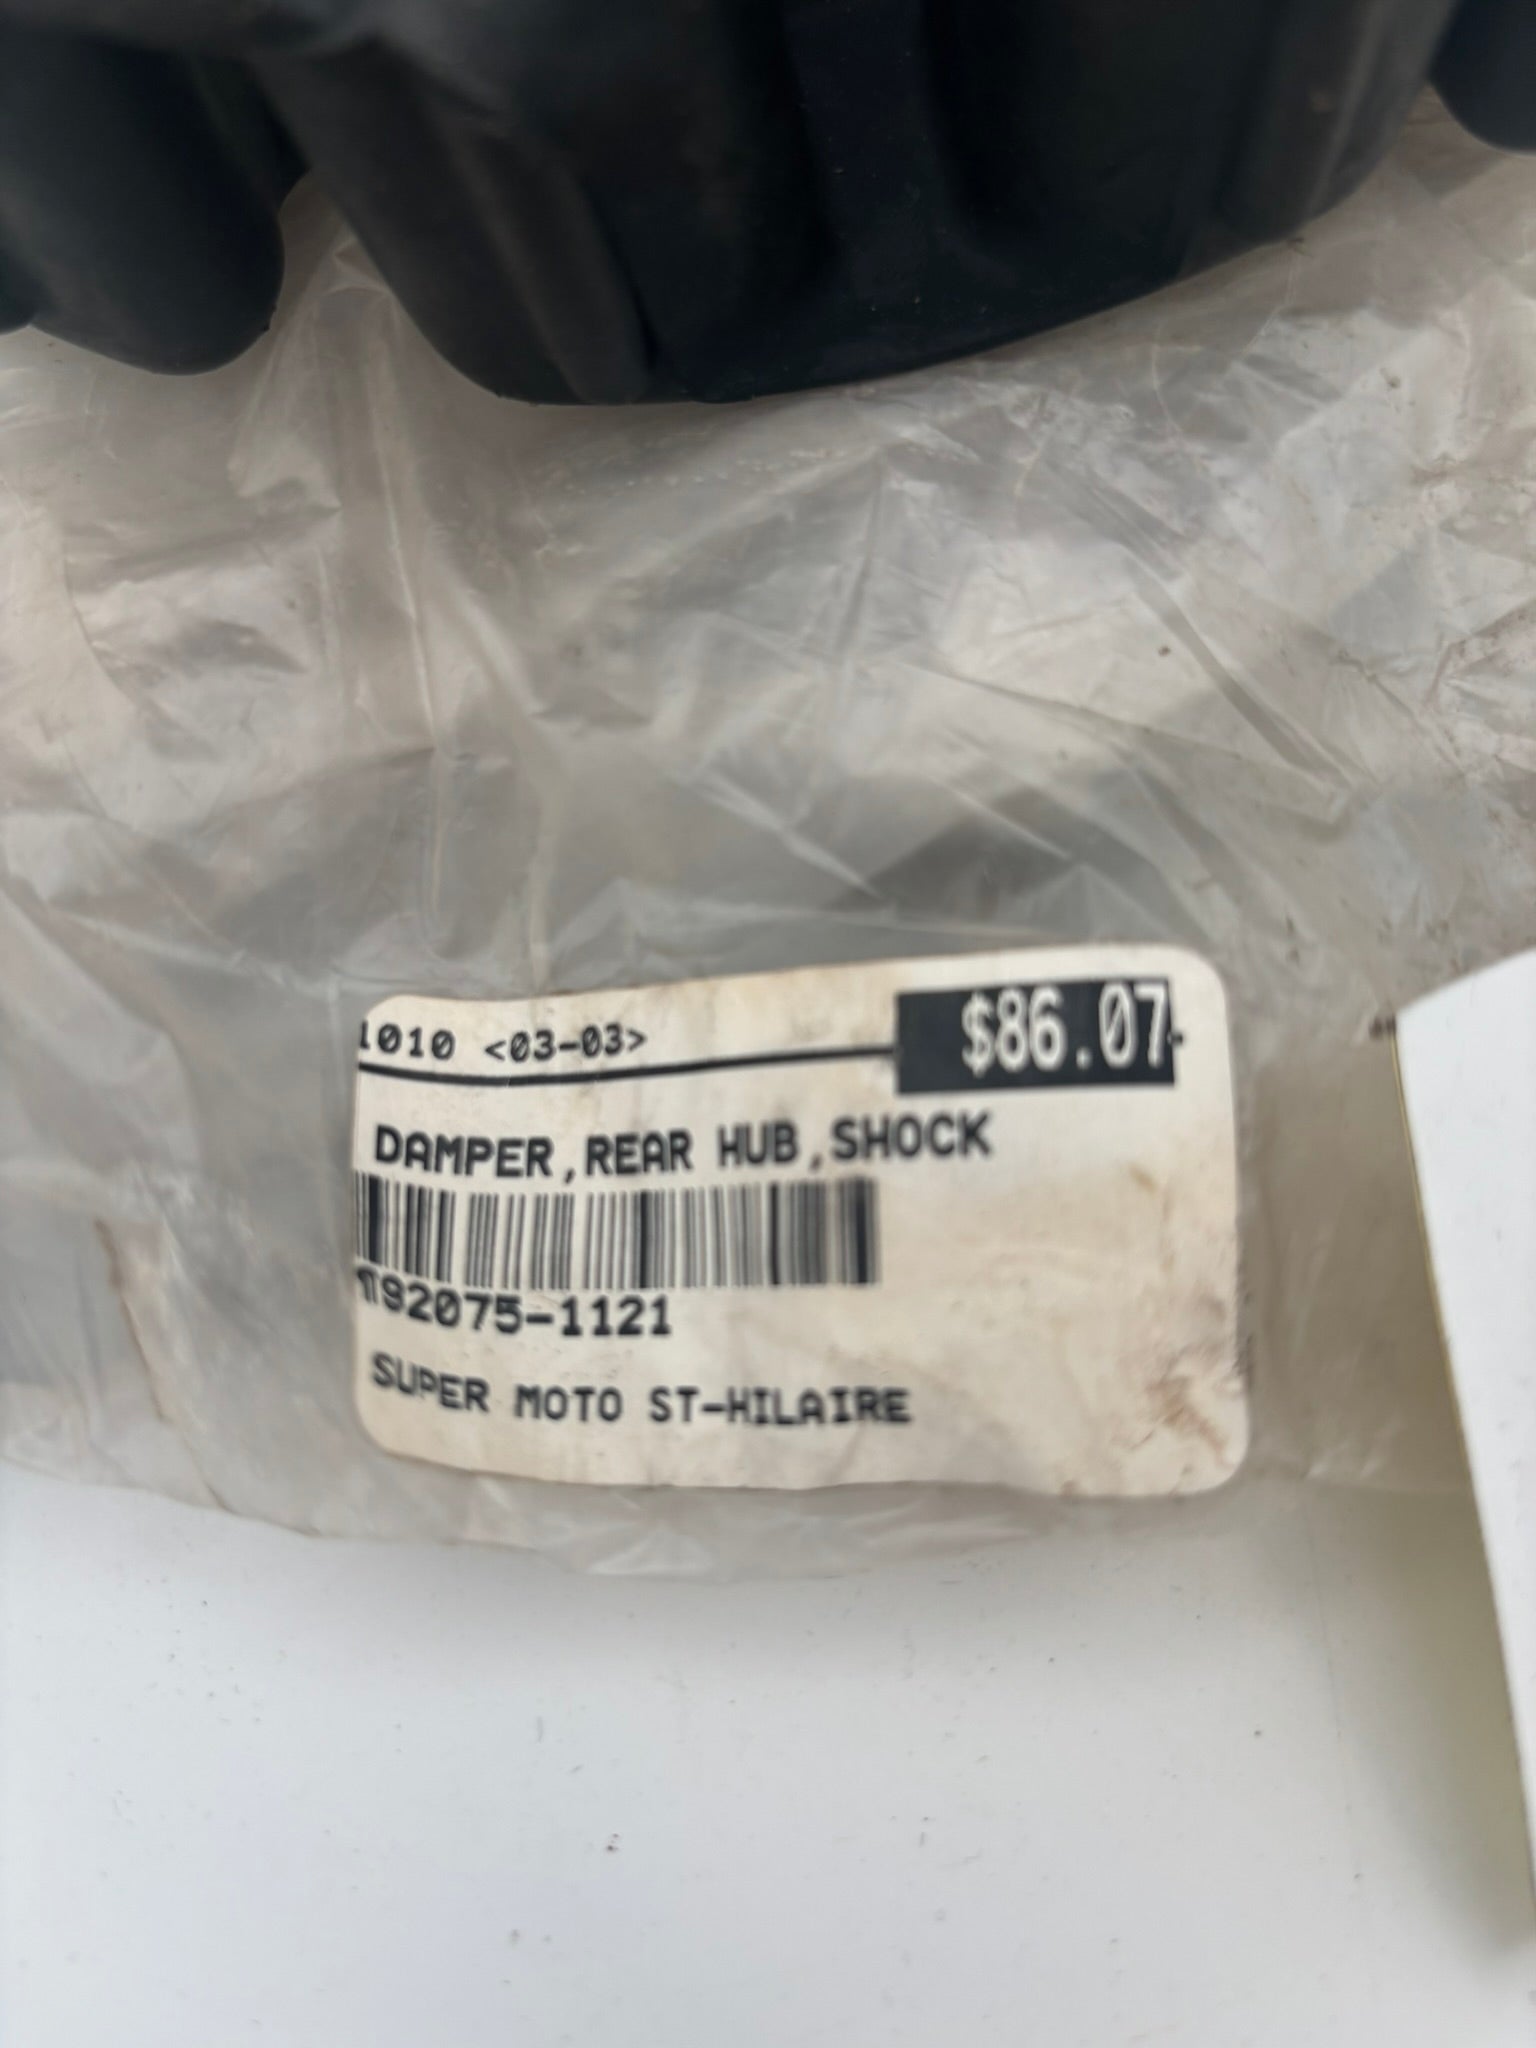 1010 <03-03>
$86.07
DAMPER,REAR HUB,SHOCK
92075-1121
SUPER MOTO ST-HILAIRE